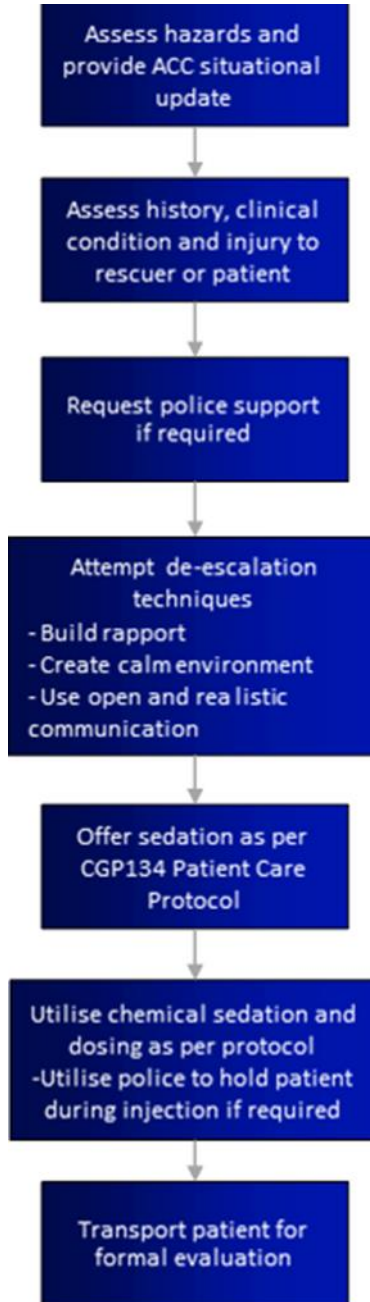 Assess hazards and
provide ACC situational
update
Assess history, clinical
condition and injury to
rescuer or patient
Request police support
if required
Attempt de-escalation
techniques
- Build rapport
- Create calm environment
- Use open and realistic
communication
Offer sedation as per
CGP134 Patient Care
Protocol
Utilise chemical sedation and
dosing as per protocol
-Utilise police to hold patient
during injection if required
Transport patient for
formal evaluation